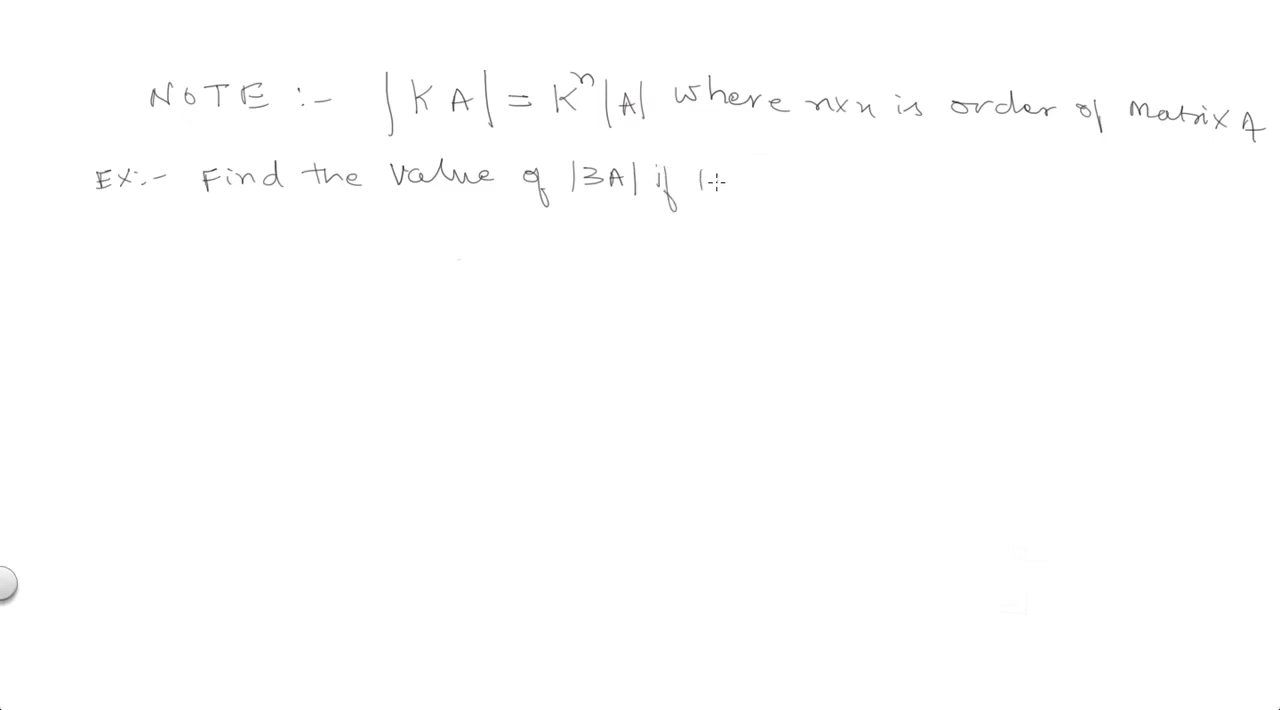 NOTE :- |KA| = K^n |A| where n×n is order of Matrix A
EX:- Find the value of |3A| if |